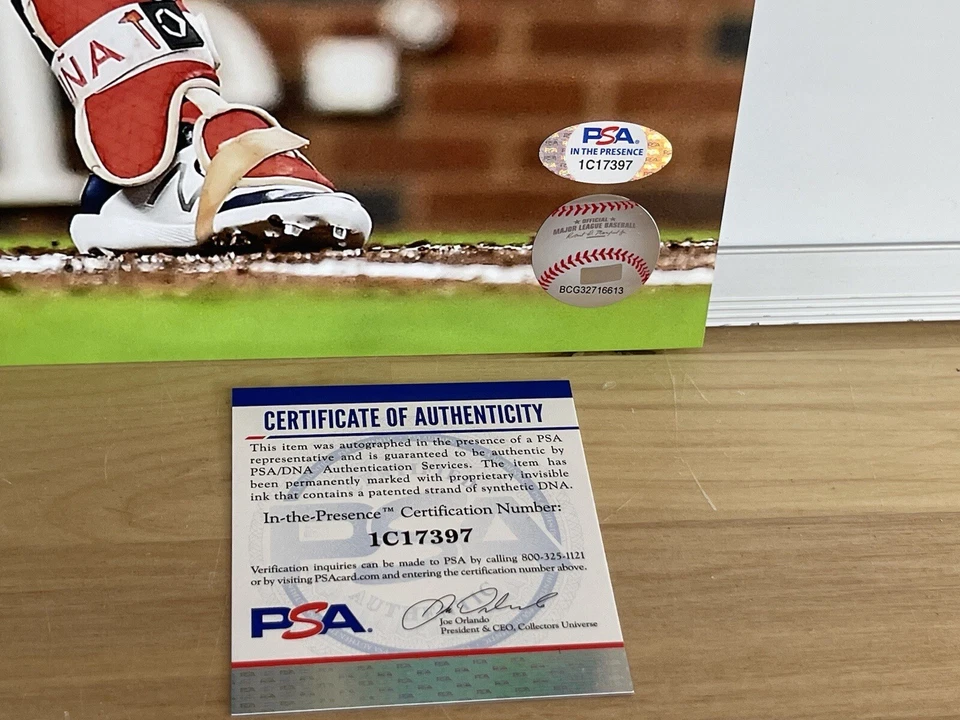 ÑA
PSA
IN THE PRESENCE
1C17397
OFFICIAL
MAJOR LEAGUE BASEBALL
BCG32716613
CERTIFICATE OF AUTHENTICITY
This item was autographed in the presence of a PSA
representative and is guaranteed to be authentic by
PSA/DNA Authentication Services. The item has
been permanently marked with proprietary invisible
ink that contains a patented strand of synthetic DNA.
In-the-Presence™ Certification Number:
1C17397
Verification inquiries can be made to PSA by calling 800-325-1121
or by visiting PSAcard.com and entering the certification number above.
PSA.
Joe Orlando
President & CEO, Collectors Universe